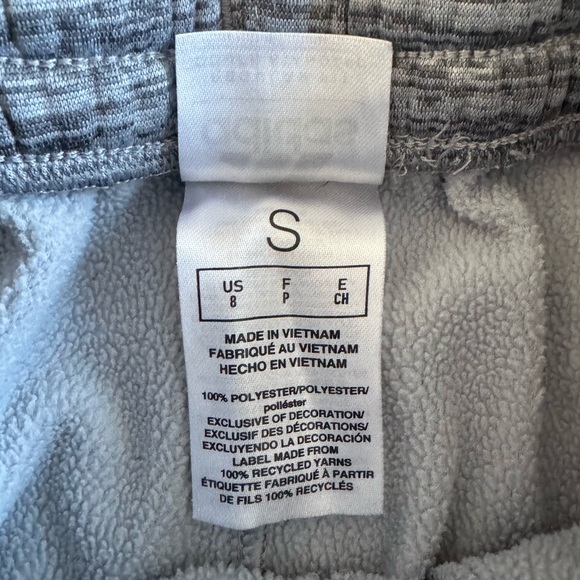 S
US F E
8 P CH
MADE IN VIETNAM
FABRIQUÉ AU VIETNAM
HECHO EN VIETNAM
100% POLYESTER/POLYESTER/
poliéster
EXCLUSIVE OF DECORATION/
EXCLUSIF DES DÉCORATIONS/
EXCLUYENDO LA DECORACIÓN
LABEL MADE FROM
100% RECYCLED YARNS
ÉTIQUETTE FABRIQUÉE À PARTIR
DE FILS 100% RECYCLÉS